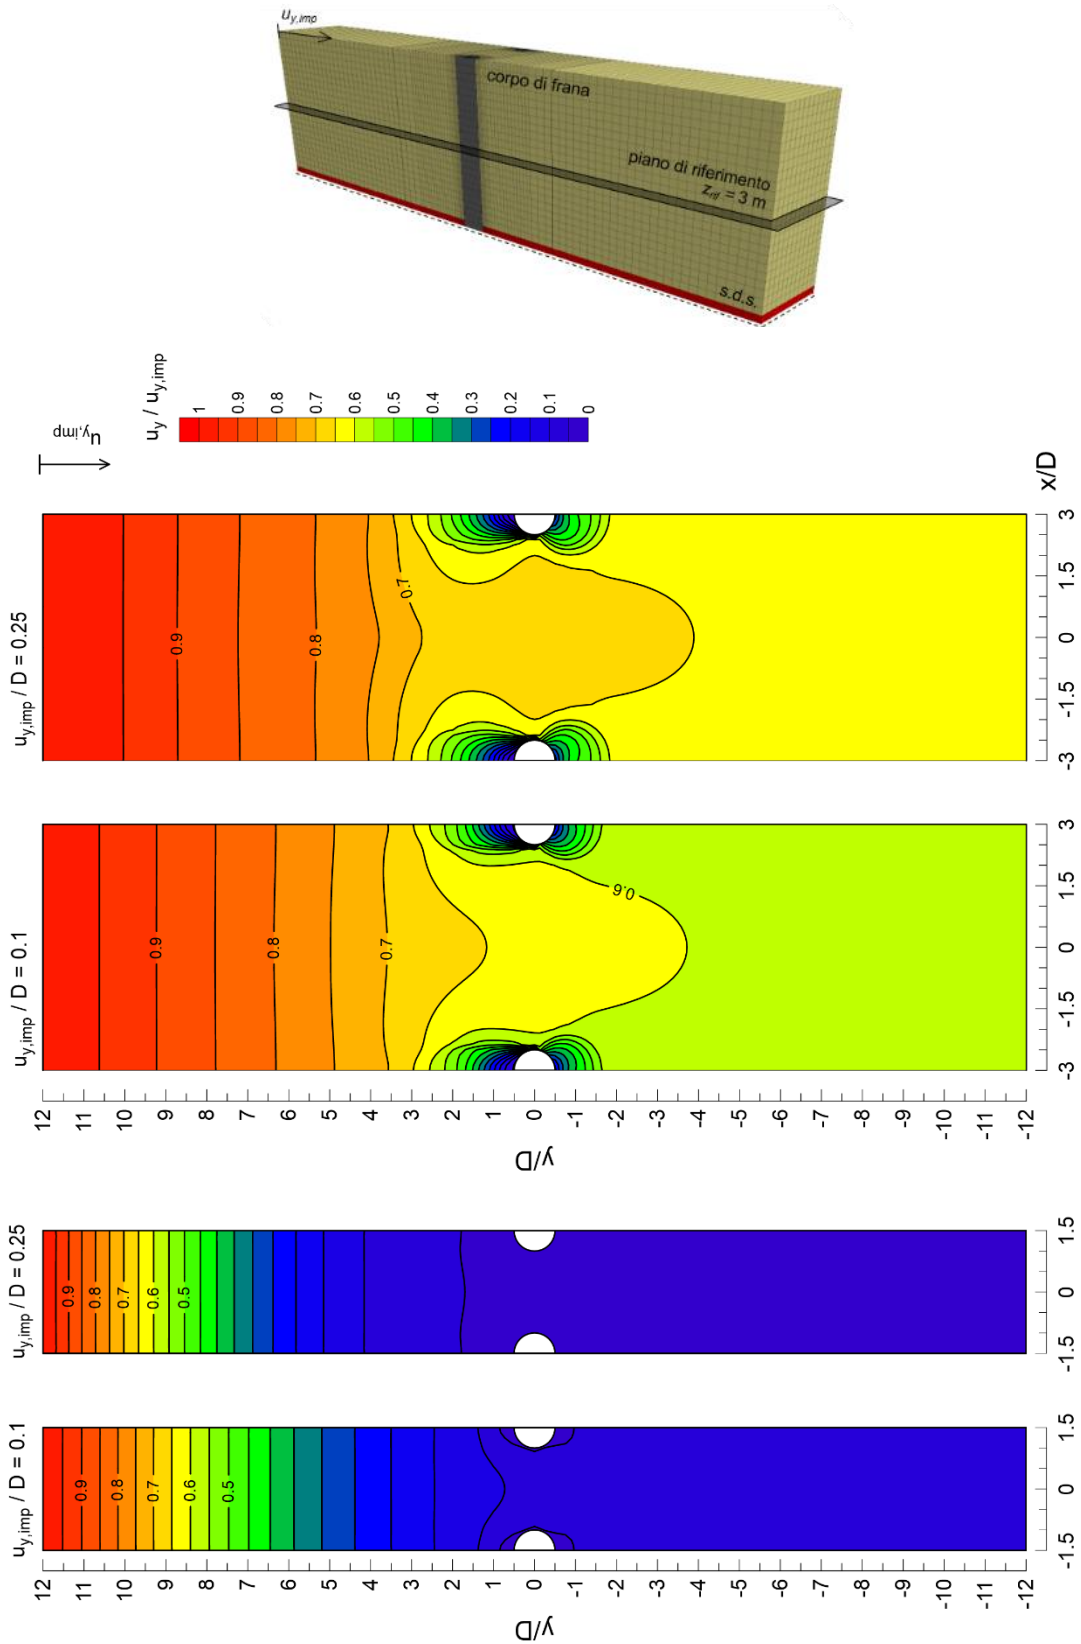 u_y,imp
corpo di frana
piano di riferimento
z_rif = 3 m
s.d.s.
u_y / u_y,imp
1
0.9
0.8
0.7
0.6
0.5
0.4
0.3
0.2
0.1
0
u_y,imp
u_y,imp / D = 0.25
0.9
0.8
0.7
x/D
-3 -1.5 0 1.5 3
u_y,imp / D = 0.1
0.9
0.8
0.7
0.6
-3 -1.5 0 1.5 3
y/D
12 11 10 9 8 7 6 5 4 3 2 1 0 -1 -2 -3 -4 -5 -6 -7 -8 -9 -10 -11 -12
u_y,imp / D = 0.25
0.9
0.8
0.7
0.6
0.5
-1.5 0 1.5
u_y,imp / D = 0.1
0.9
0.8
0.7
0.6
0.5
-1.5 0 1.5
y/D
12 11 10 9 8 7 6 5 4 3 2 1 0 -1 -2 -3 -4 -5 -6 -7 -8 -9 -10 -11 -12